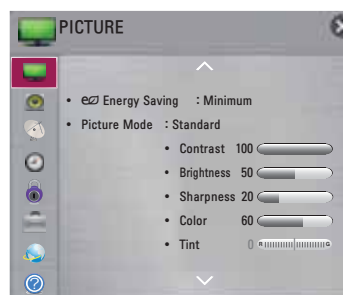 PICTURE
• Energy Saving : Minimum
• Picture Mode : Standard
• Contrast 100
• Brightness 50
• Sharpness 20
• Color 60
• Tint 0 R G
?